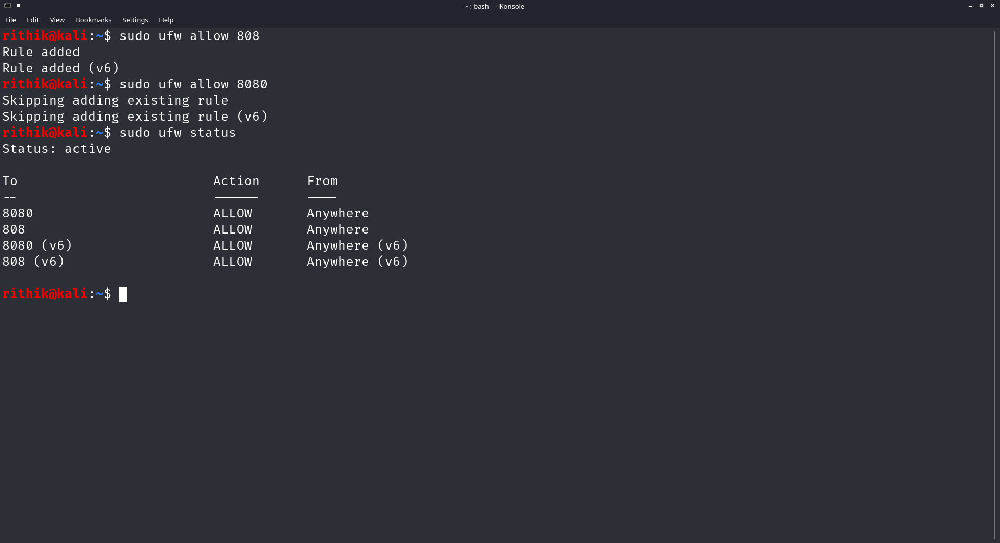 ~ : bash — Konsole
File Edit View Bookmarks Settings Help
rithik@kali:~$ sudo ufw allow 808
Rule added
Rule added (v6)
rithik@kali:~$ sudo ufw allow 8080
Skipping adding existing rule
Skipping adding existing rule (v6)
rithik@kali:~$ sudo ufw status
Status: active
To Action From
-- ------ ----
8080 ALLOW Anywhere
808 ALLOW Anywhere
8080 (v6) ALLOW Anywhere (v6)
808 (v6) ALLOW Anywhere (v6)
rithik@kali:~$